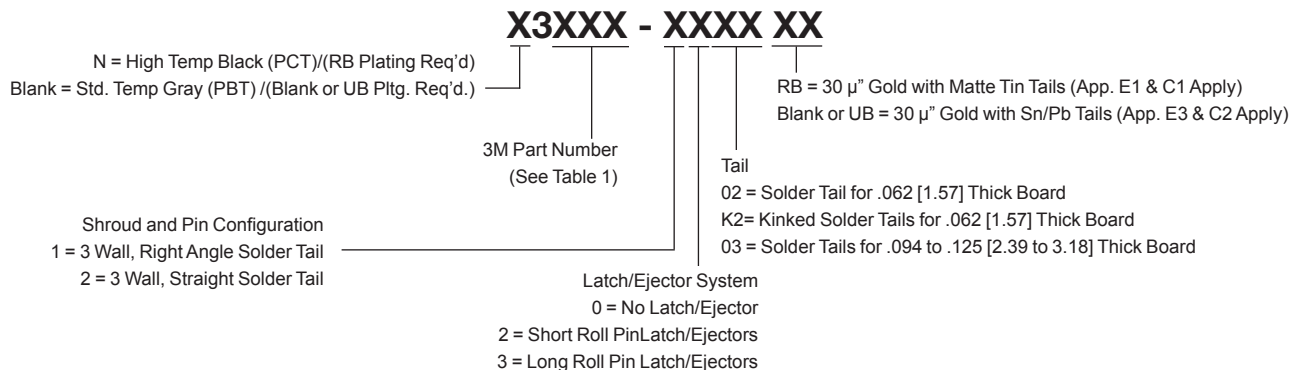 X3XXX - XXXX XX
N = High Temp Black (PCT)/(RB Plating Req'd)
Blank = Std. Temp Gray (PBT) /(Blank or UB Pltg. Req'd.)
RB = 30 µ” Gold with Matte Tin Tails (App. E1 & C1 Apply)
Blank or UB = 30 µ” Gold with Sn/Pb Tails (App. E3 & C2 Apply)
3M Part Number
(See Table 1)
Tail
02 = Solder Tail for .062 [1.57] Thick Board
K2= Kinked Solder Tails for .062 [1.57] Thick Board
03 = Solder Tails for .094 to .125 [2.39 to 3.18] Thick Board
Shroud and Pin Configuration
1 = 3 Wall, Right Angle Solder Tail
2 = 3 Wall, Straight Solder Tail
Latch/Ejector System
0 = No Latch/Ejector
2 = Short Roll PinLatch/Ejectors
3 = Long Roll Pin Latch/Ejectors